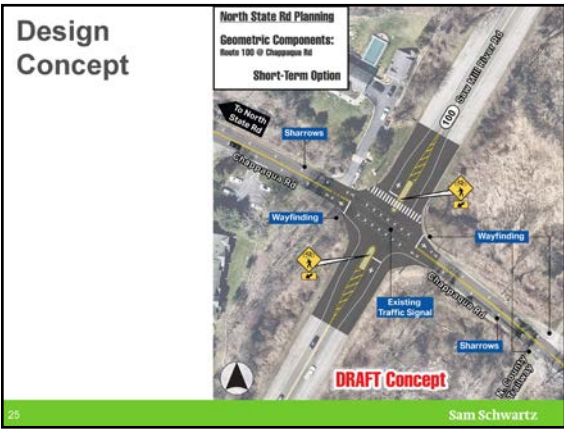 Design
Concept
North State Rd Planning
Geometric Components:
Route 100 @ Chappaqua Rd
Short-Term Option
To North
State Rd
Sharrows
100
Saw Mill River Rd
Chappaqua Rd
Wayfinding
Wayfinding
Existing
Traffic Signal
Chappaqua Rd
Sharrows
N. County
Trailway
DRAFT Concept
25
Sam Schwartz